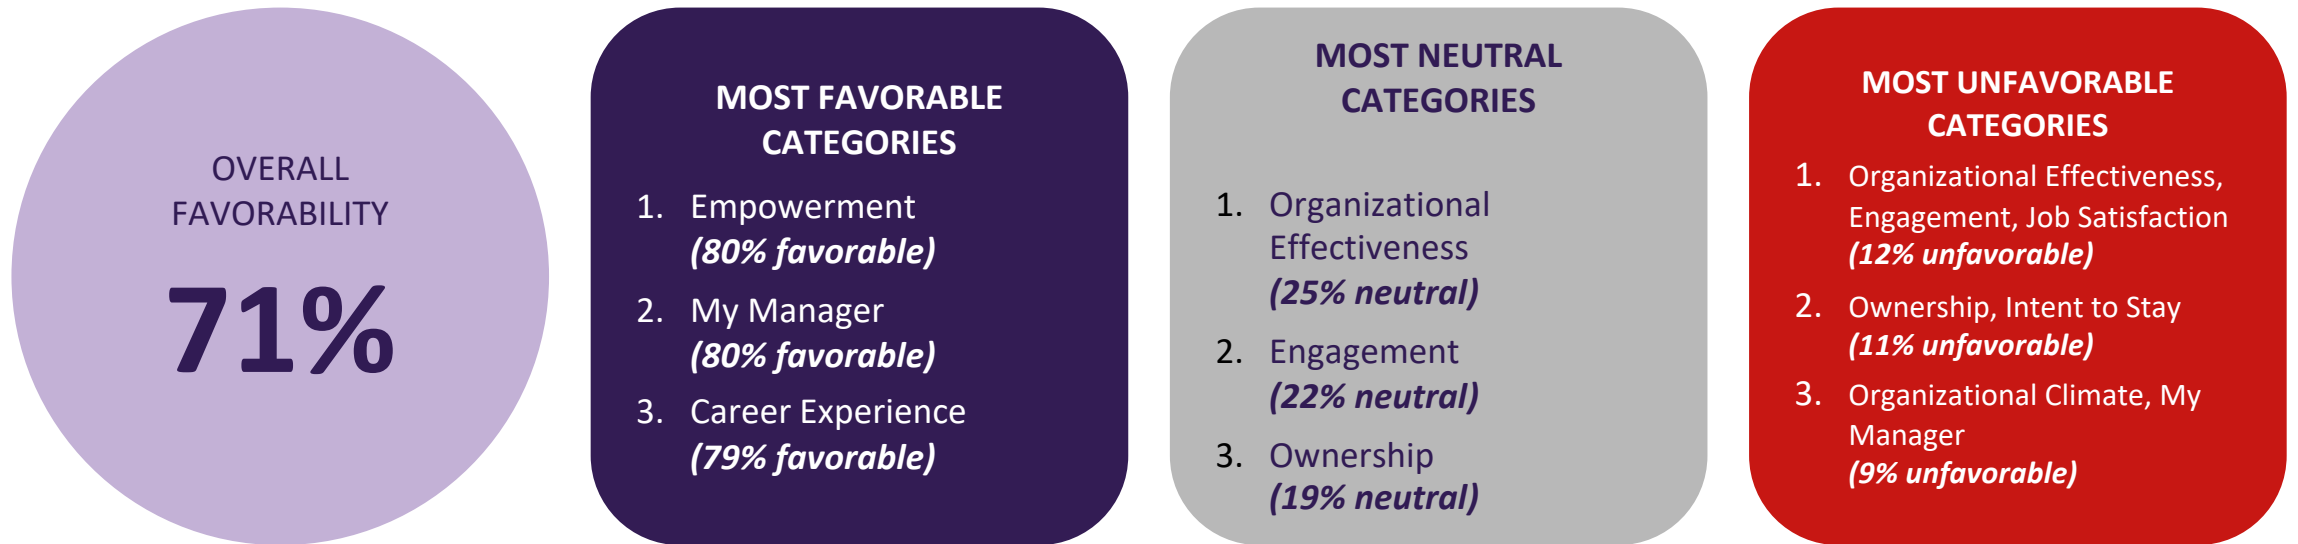 OVERALL
FAVORABILITY
71%
MOST FAVORABLE
CATEGORIES
1. Empowerment
(80% favorable)
2. My Manager
(80% favorable)
3. Career Experience
(79% favorable)
MOST NEUTRAL
CATEGORIES
1. Organizational
Effectiveness
(25% neutral)
2. Engagement
(22% neutral)
3. Ownership
(19% neutral)
MOST UNFAVORABLE
CATEGORIES
1. Organizational Effectiveness,
Engagement, Job Satisfaction
(12% unfavorable)
2. Ownership, Intent to Stay
(11% unfavorable)
3. Organizational Climate, My
Manager
(9% unfavorable)